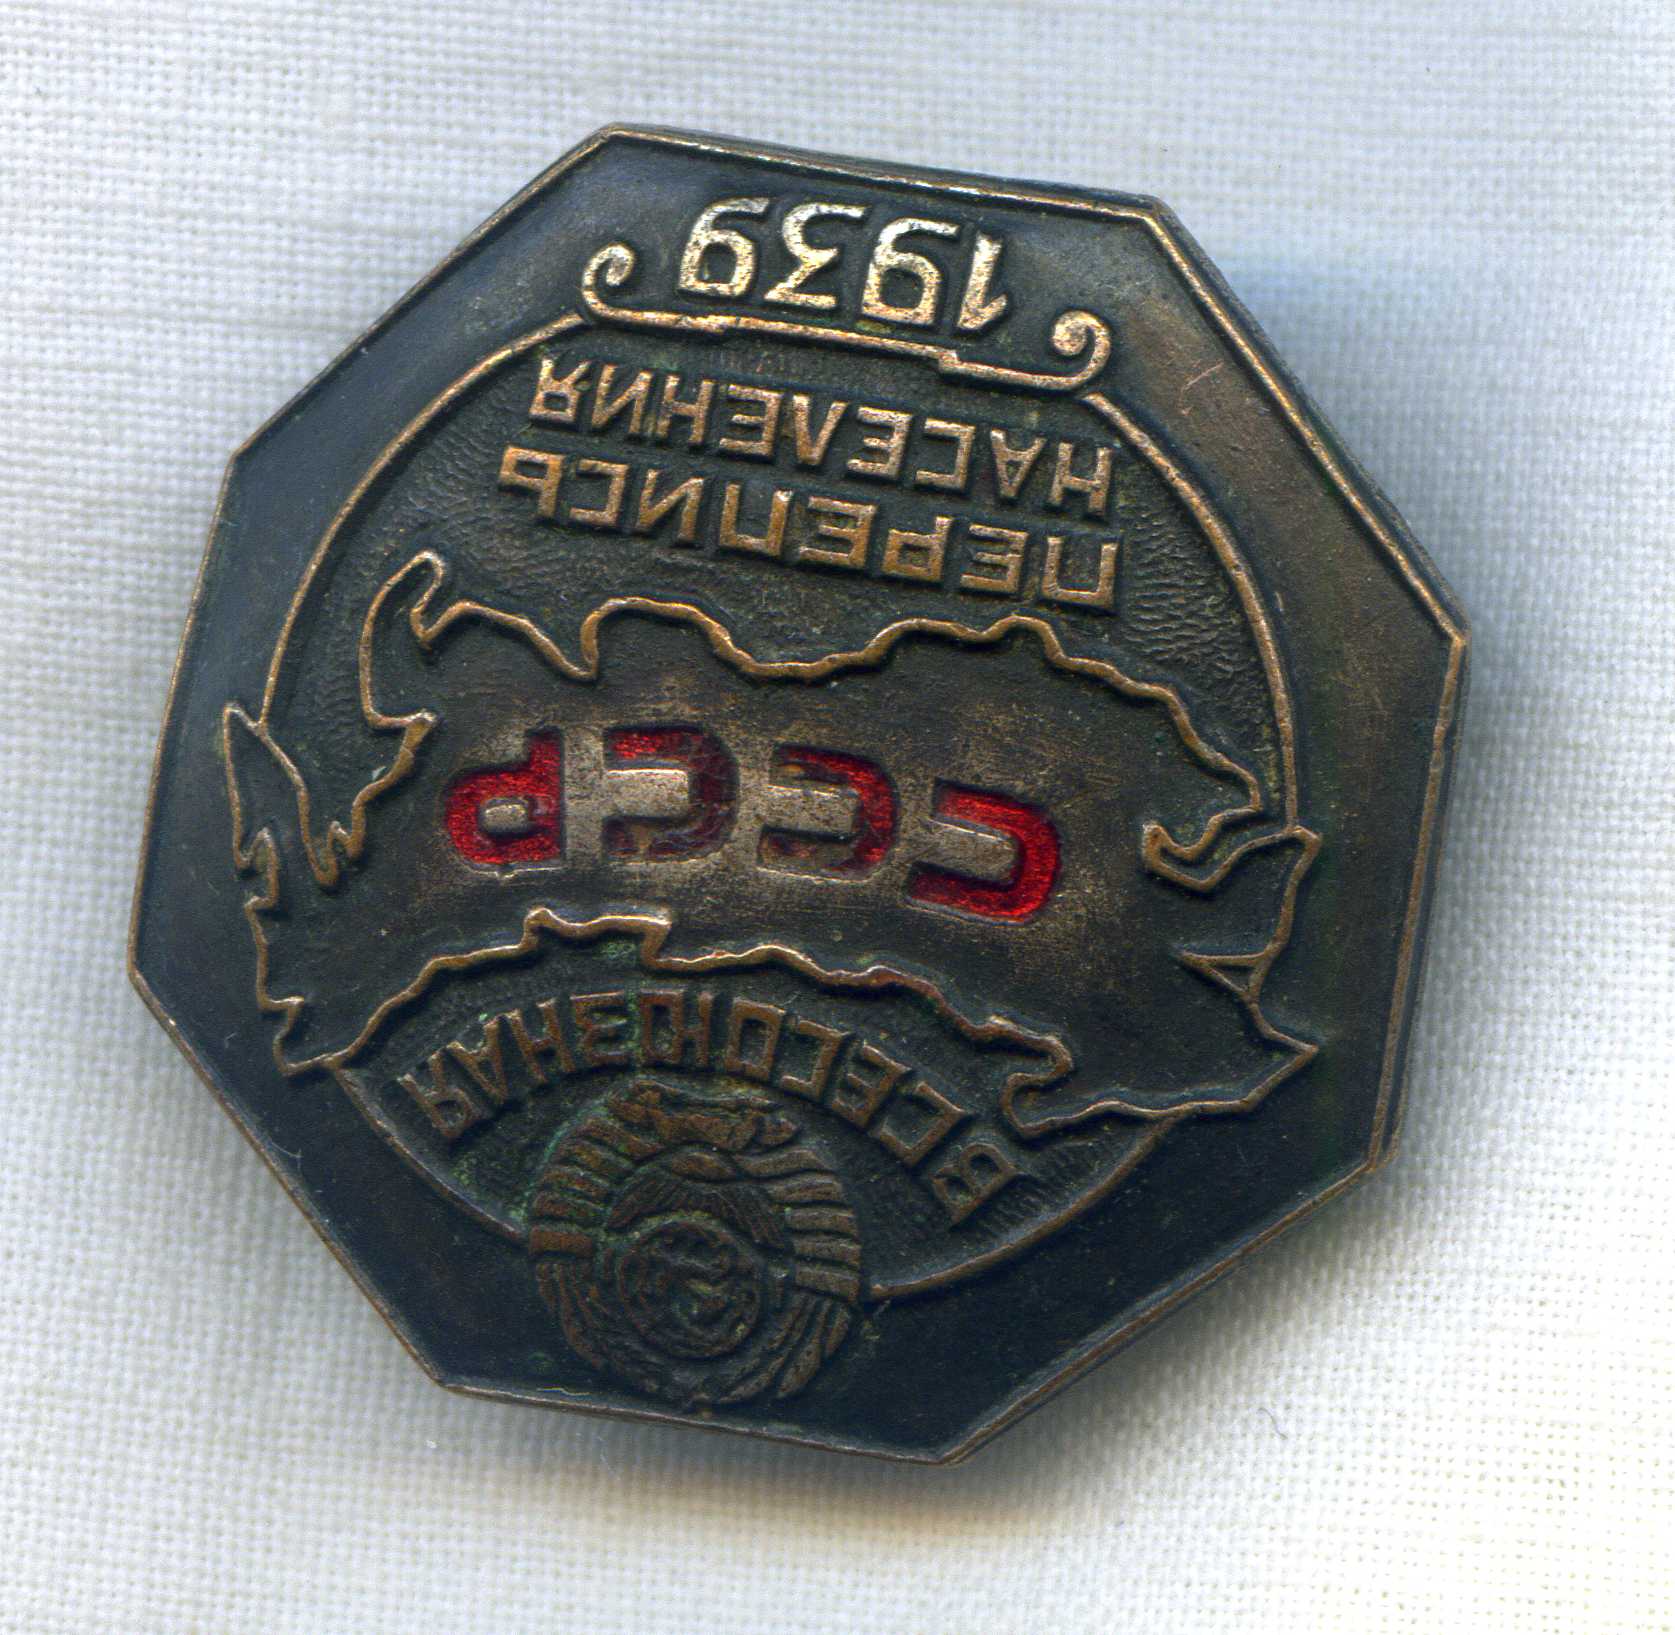 ВСЕСОЮЗНАЯ
СССР
ПЕРЕПИСЬ
НАСЕЛЕНИЯ
1939